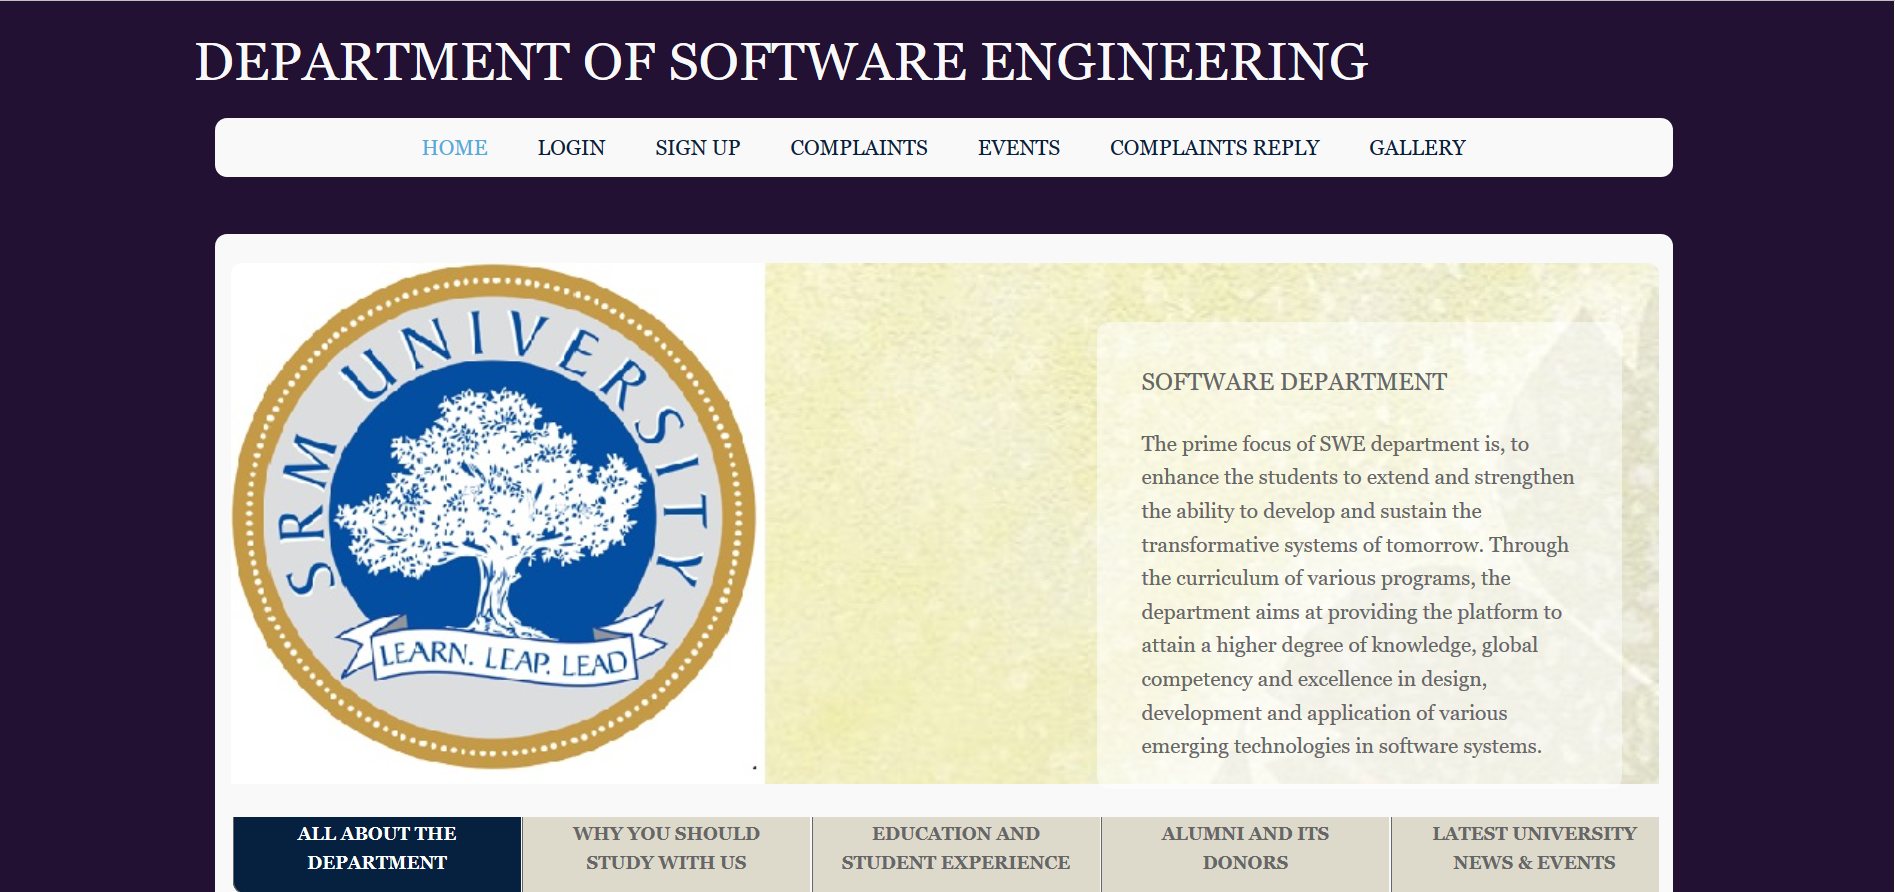 DEPARTMENT OF SOFTWARE ENGINEERING
HOME LOGIN SIGN UP COMPLAINTS EVENTS COMPLAINTS REPLY GALLERY
SRM UNIVERSITY
LEARN. LEAP. LEAD
SOFTWARE DEPARTMENT
The prime focus of SWE department is, to
enhance the students to extend and strengthen
the ability to develop and sustain the
transformative systems of tomorrow. Through
the curriculum of various programs, the
department aims at providing the platform to
attain a higher degree of knowledge, global
competency and excellence in design,
development and application of various
emerging technologies in software systems.
ALL ABOUT THE
DEPARTMENT
WHY YOU SHOULD
STUDY WITH US
EDUCATION AND
STUDENT EXPERIENCE
ALUMNI AND ITS
DONORS
LATEST UNIVERSITY
NEWS & EVENTS